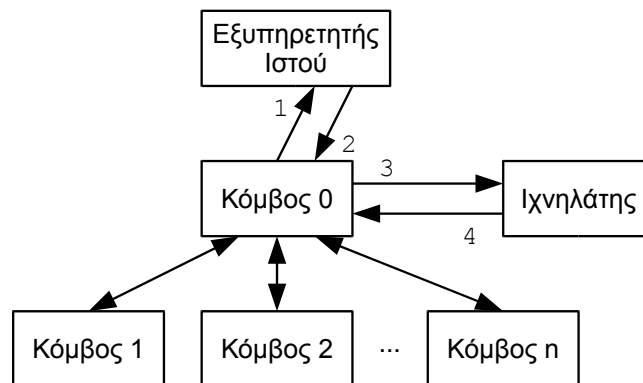 Εξυπηρετητής
Ιστού
1
2
3
Κόμβος 0
Ιχνηλάτης
4
Κόμβος 1
Κόμβος 2
...
Κόμβος n